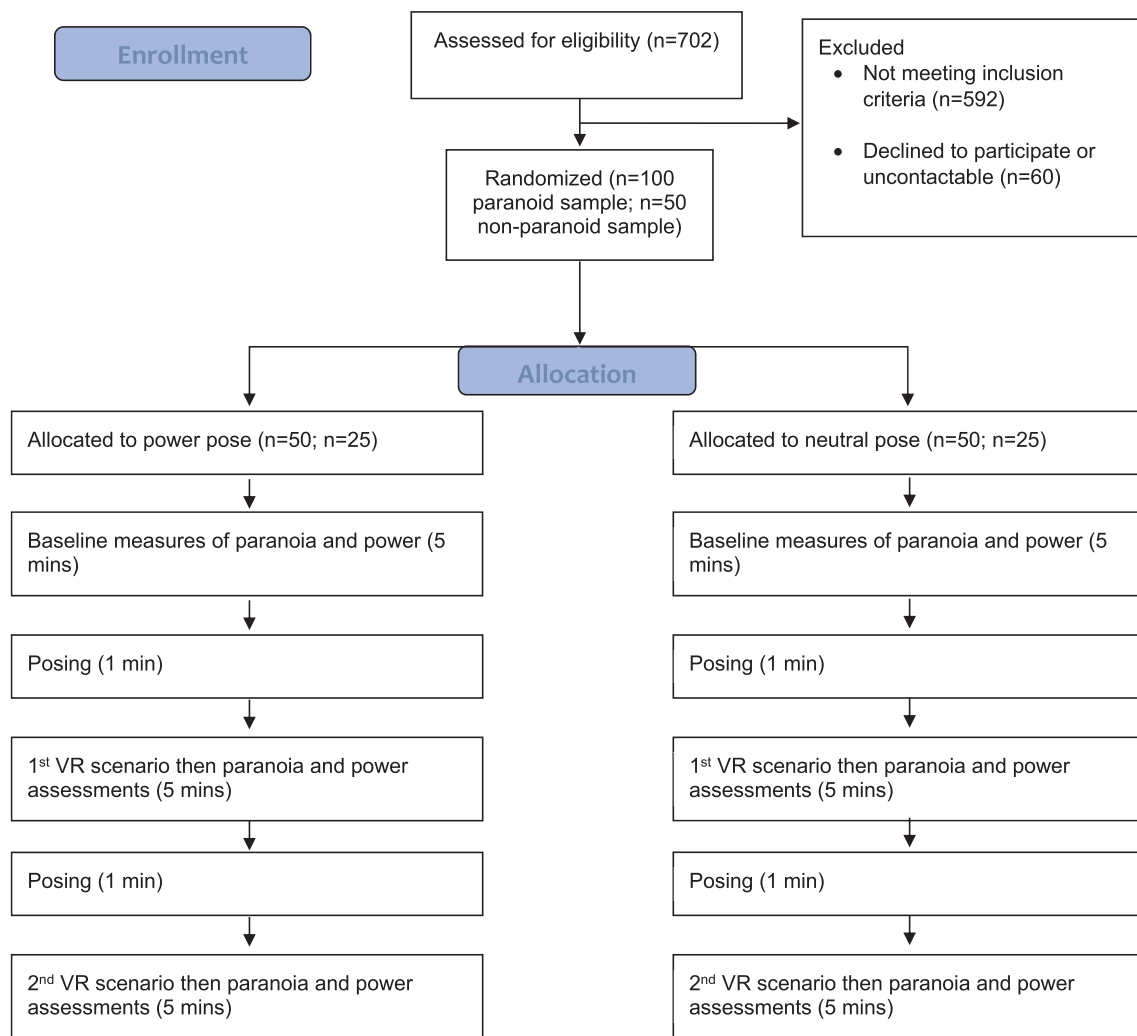 Enrollment
Assessed for eligibility (n=702)
Excluded
• Not meeting inclusion
criteria (n=592)
• Declined to participate or
uncontactable (n=60)
Randomized (n=100
paranoid sample; n=50
non-paranoid sample)
Allocation
Allocated to power pose (n=50; n=25)
Baseline measures of paranoia and power (5
mins)
Posing (1 min)
1st VR scenario then paranoia and power
assessments (5 mins)
Posing (1 min)
2nd VR scenario then paranoia and power
assessments (5 mins)
Allocated to neutral pose (n=50; n=25)
Baseline measures of paranoia and power (5
mins)
Posing (1 min)
1st VR scenario then paranoia and power
assessments (5 mins)
Posing (1 min)
2nd VR scenario then paranoia and power
assessments (5 mins)